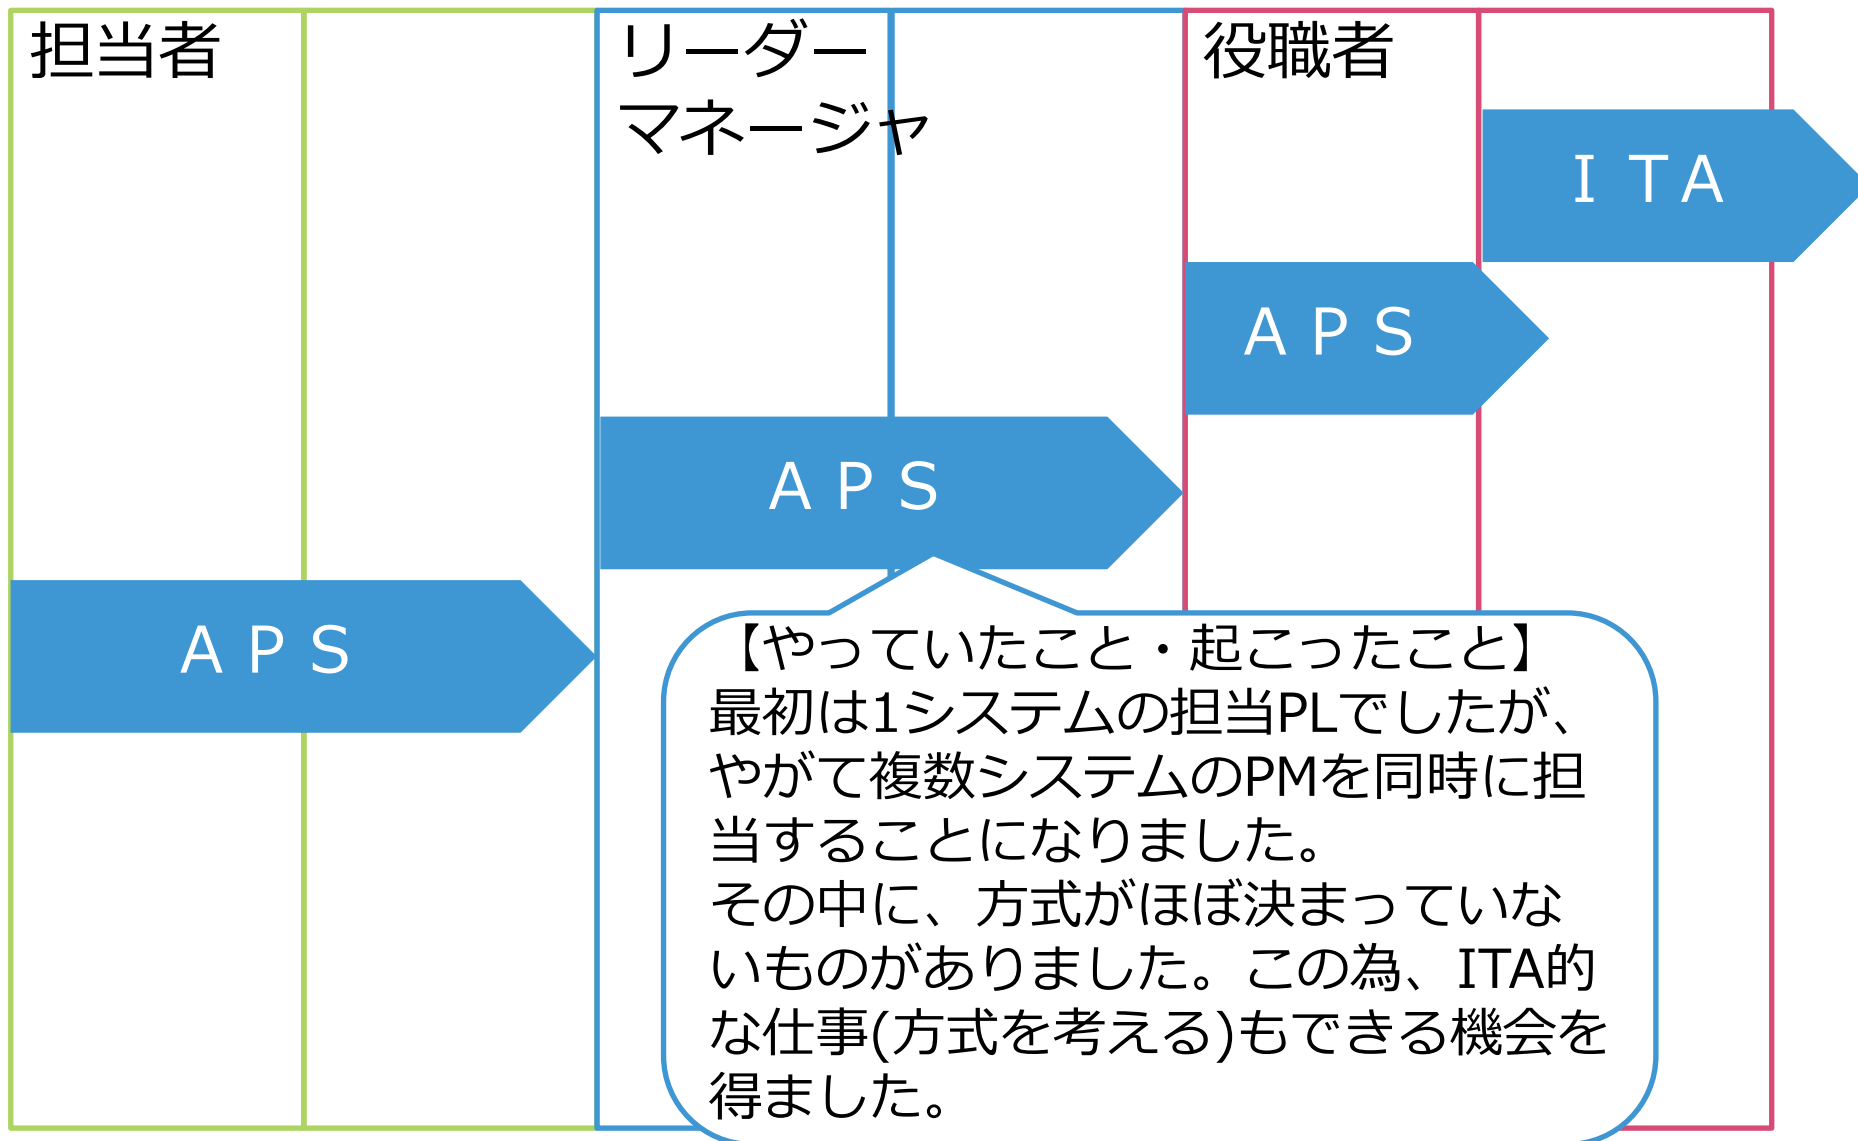 担当者
リーダー
マネージャ
役職者
ＩＴＡ
ＡＰＳ
ＡＰＳ
ＡＰＳ
【やっていたこと・起こったこと】
最初は1システムの担当PLでしたが、
やがて複数システムのPMを同時に担
当することになりました。
その中に、方式がほぼ決まっていな
いものがありました。この為、ITA的
な仕事(方式を考える)もできる機会を
得ました。